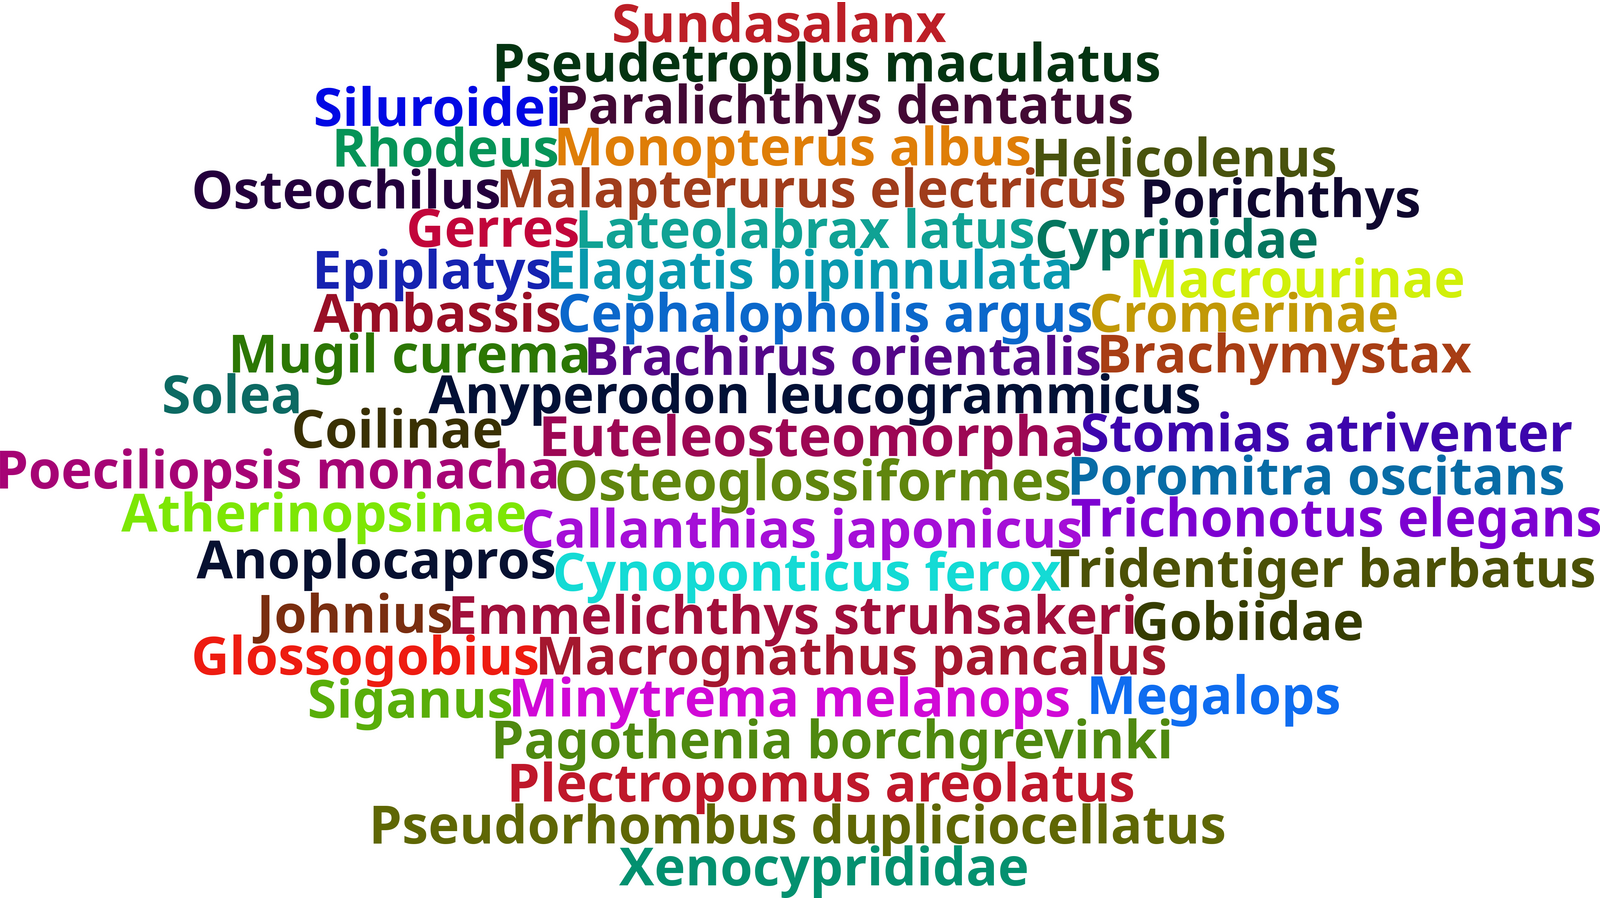 Sundasalanx
Pseudetroplus maculatus
Siluroidei Paralichthys dentatus
Rhodeus Monopterus albus Helicolenus
Osteochilus Malapterurus electricus Porichthys
Gerres Lateolabrax latus Cyprinidae
Epiplatys Elagatis bipinnulata Macrourinae
Ambassis Cephalopholis argus Cromerinae
Mugil curema Brachirus orientalis Brachymystax
Solea Anyperodon leucogrammicus
Coilinae Euteleosteomorpha Stomias atriventer
Poeciliopsis monacha Osteoglossiformes Poromitra oscitans
Atherinopsinae Callanthias japonicus Trichonotus elegans
Anoplocapros Cynoponticus ferox Tridentiger barbatus
Johnius Emmelichthys struhsakeri Gobiidae
Glossogobius Macrognathus pancalus
Siganus Minytrema melanops Megalops
Pagothenia borchgrevinki
Plectropomus areolatus
Pseudorhombus dupliciocellatus
Xenocyprididae